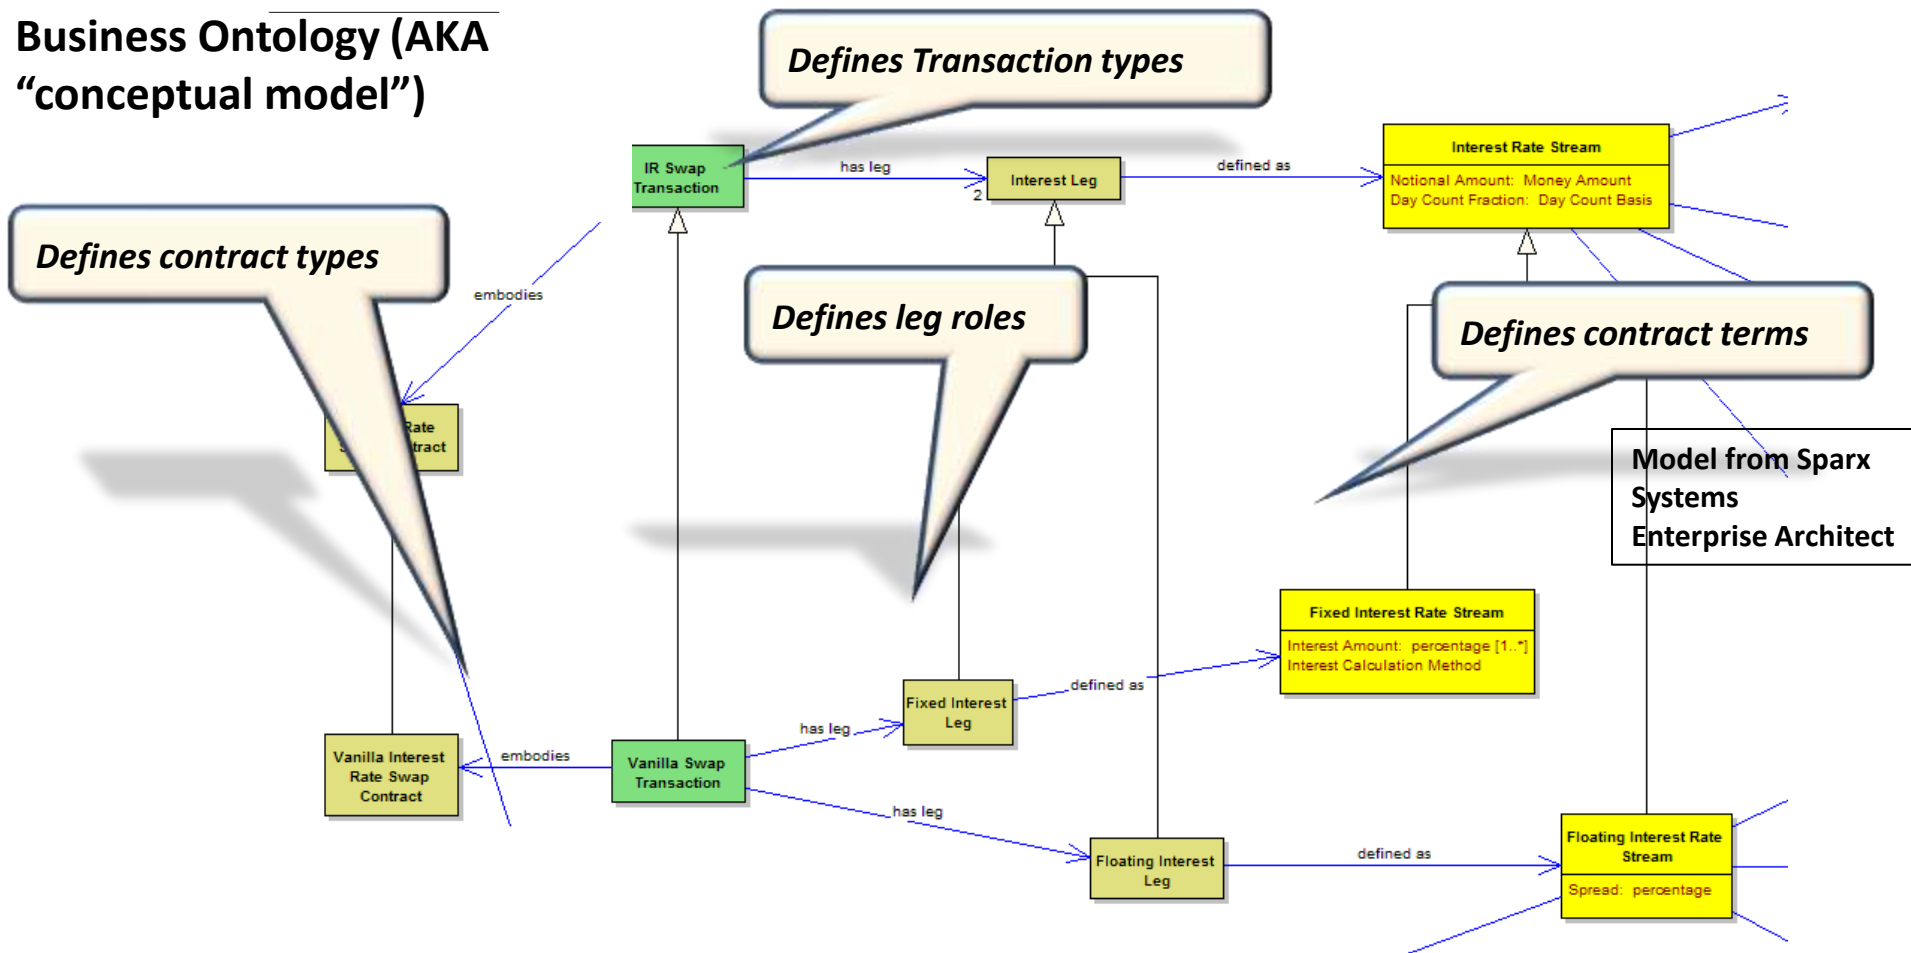 Business Ontology (AKA
“conceptual model”)
Defines Transaction types
IR Swap
Transaction
has leg
2
Interest Leg
defined as
Interest Rate Stream
Notional Amount:  Money Amount
Day Count Fraction:  Day Count Basis
Defines contract types
embodies
Defines leg roles
Defines contract terms
Rate
Model from Sparx
Systems
Enterprise Architect
Fixed Interest Rate Stream
Interest Amount:  percentage [1..*]
Interest Calculation Method
Fixed Interest
Leg
defined as
has leg
Vanilla Interest
Rate Swap
Contract
embodies
Vanilla Swap
Transaction
has leg
Floating Interest
Leg
defined as
Floating Interest Rate
Stream
Spread:  percentage